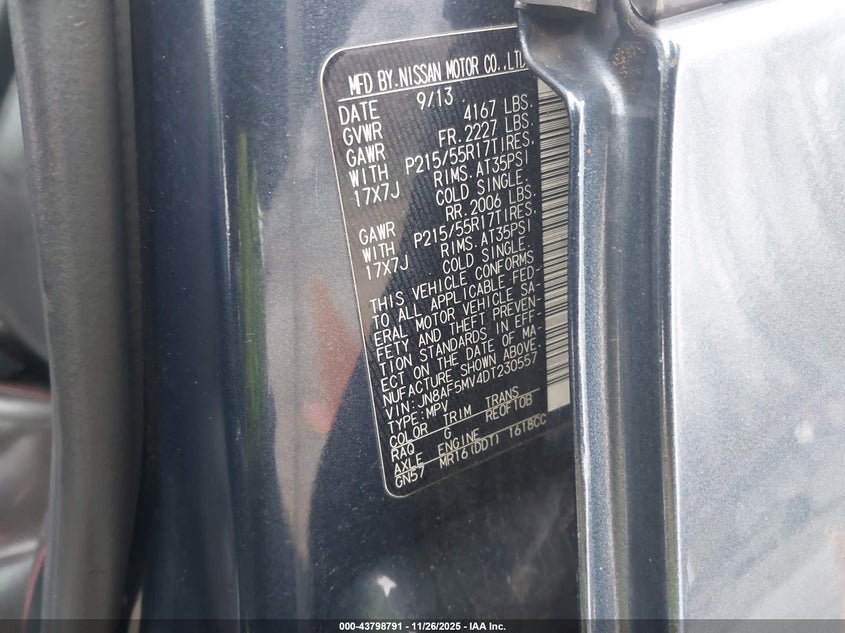 MFD BY.NISSAN MOTOR CO.,LTD
DATE 9/13
GVWR 4167 LBS.
GAWR FR.2227 LBS.
WITH P215/55R17TIRES.
17X7J RIMS.AT35PSI
COLD SINGLE.
GAWR RR.2006 LBS.
WITH P215/55R17TIRES.
17X7J RIMS.AT35PSI
COLD SINGLE.
THIS VEHICLE CONFORMS
TO ALL APPLICABLE FED-
ERAL MOTOR VEHICLE SA-
FETY AND THEFT PREVEN-
TION STANDARDS IN EFF-
ECT ON THE DATE OF MA-
NUFACTURE SHOWN ABOVE.
VIN:JN8AF5MV4DT230557
TYPE:MPV
COLOR TRIM TRANS
RAQ G RE0F10B
AXLE ENGINE
GN57 MR16(DDT) 1618CC
000-43798791 - 11/26/2025 - IAA Inc.